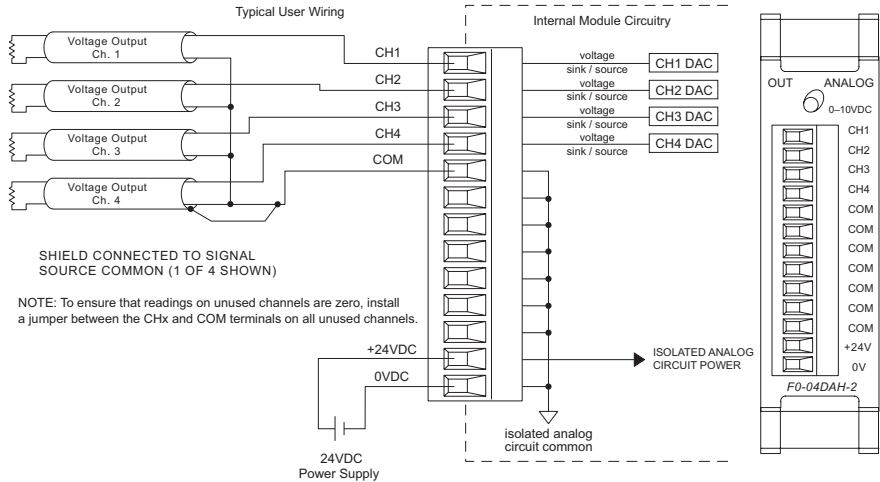 Typical User Wiring
Internal Module Circuitry
Voltage Output
Ch. 1
Voltage Output
Ch. 2
Voltage Output
Ch. 3
Voltage Output
Ch. 4
CH1
CH2
CH3
CH4
COM
voltage
sink / source
CH1 DAC
voltage
sink / source
CH2 DAC
voltage
sink / source
CH3 DAC
voltage
sink / source
CH4 DAC
SHIELD CONNECTED TO SIGNAL
SOURCE COMMON (1 OF 4 SHOWN)
NOTE: To ensure that readings on unused channels are zero, install
a jumper between the CHx and COM terminals on all unused channels.
+24VDC
0VDC
24VDC
Power Supply
ISOLATED ANALOG
CIRCUIT POWER
isolated analog
circuit common
OUT ANALOG
0–10VDC
CH1
CH2
CH3
CH4
COM
COM
COM
COM
COM
COM
COM
+24V
0V
F0-04DAH-2